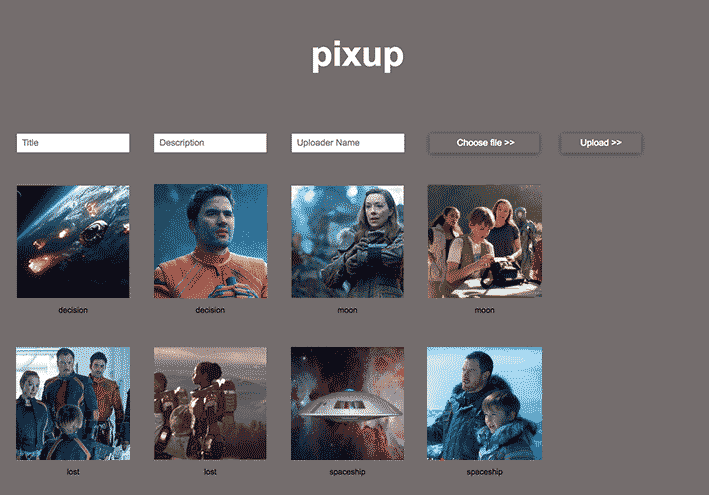 pixup
Title Description Uploader Name Choose file >> Upload >>
decision decision moon moon
lost lost spaceship spaceship